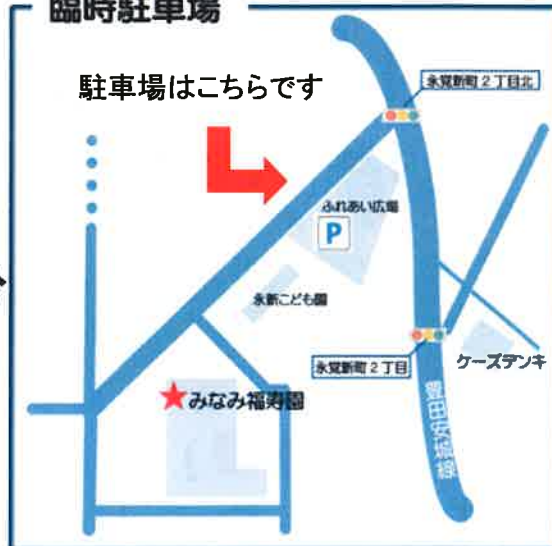 臨時駐車場
駐車場はこちらです
永覚新町2丁目北
ふれあい広場
P
永新こども園
永覚新町2丁目
ケーズデンキ
★みなみ福寿園
豊田安城線